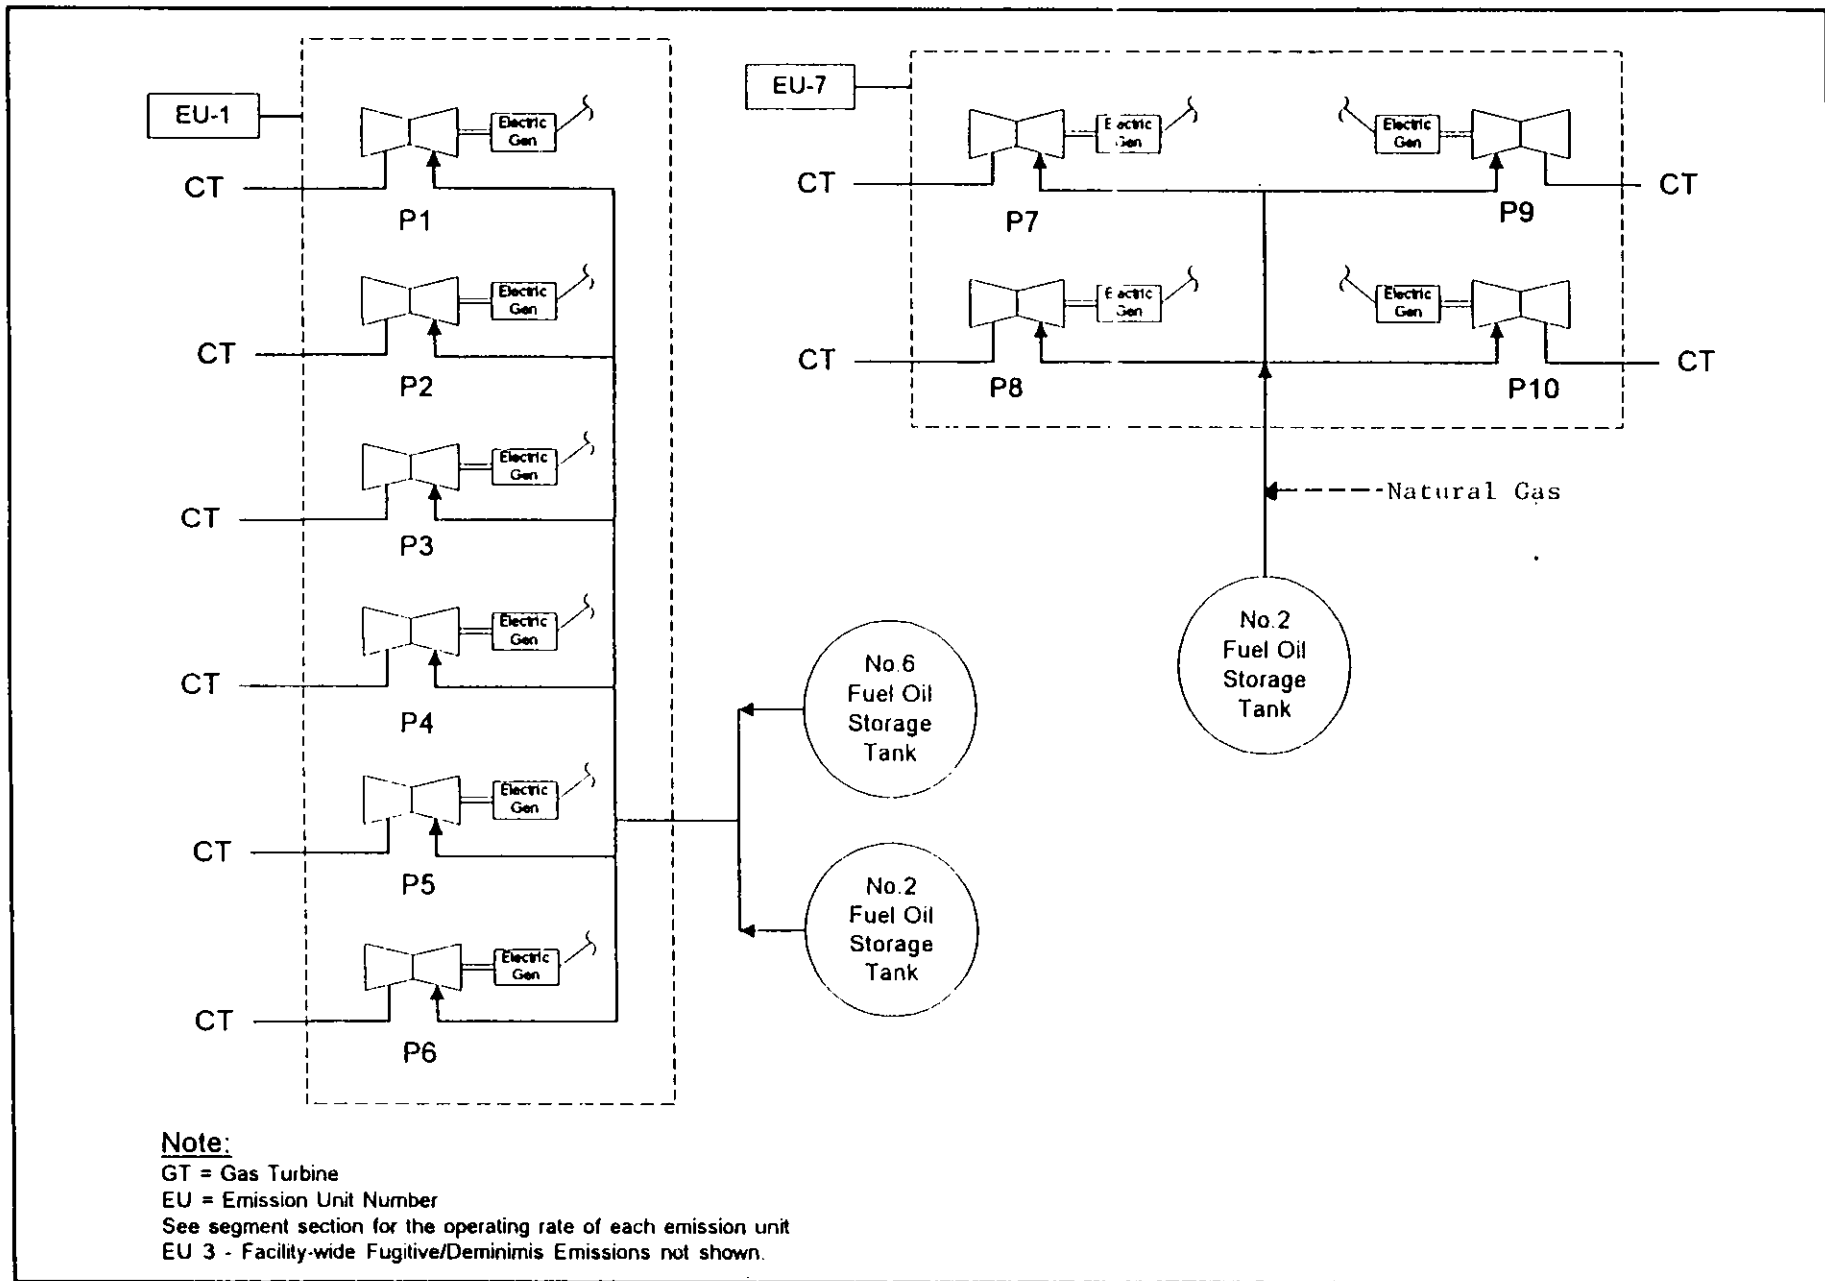 EU-1
Electric
Gen
CT
P1
Electric
Gen
CT
P2
Electric
Gen
CT
P3
Electric
Gen
CT
P4
Electric
Gen
CT
P5
Electric
Gen
CT
P6
No.6
Fuel Oil
Storage
Tank
No.2
Fuel Oil
Storage
Tank
EU-7
Electric
Gen
CT
P7
Electric
Gen
CT
P9
Electric
Gen
CT
P8
Electric
Gen
CT
P10
Natural Gas
No.2
Fuel Oil
Storage
Tank
Note:
GT = Gas Turbine
EU = Emission Unit Number
See segment section for the operating rate of each emission unit
EU 3 - Facility-wide Fugitive/Deminimis Emissions not shown.